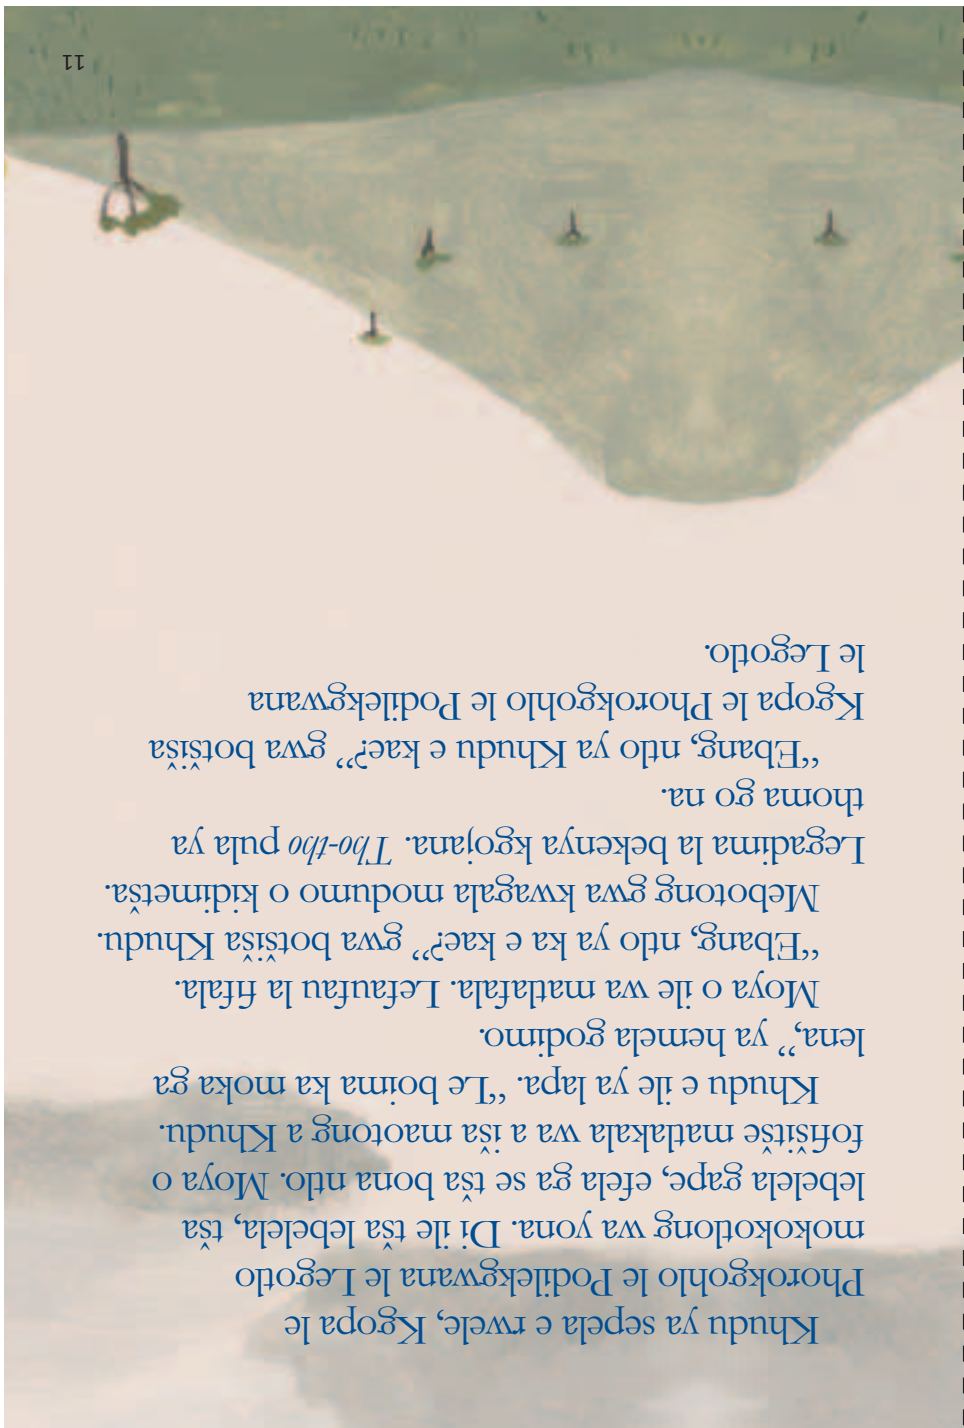 Khudu ya sepela e rwele, Kgopa le
Phorokgohlo le Podilekgwana le Legotlo
mokokotlong wa yona. Di ile tša lebelela, tša
lebelela gape, efela ga se tša bona ntlo. Moya o
fofišitše matlakala wa a iša maotong a Khudu.
Khudu e ile ya lapa. “Le boima ka moka ga
lena,” ya hemela godimo.
Moya o ile wa matlafala. Lefaufau la fifala.
“Ebang, ntlo ya ka e kae?” gwa botšiša Khudu.
Mebotong gwa kwagala modumo o kidimetša.
Legadima la bekenya kgojana. Tho-tho pula ya
thoma go na.
“Ebang, ntlo ya Khudu e kae?” gwa botšiša
Kgopa le Phorokgohlo le Podilekgwana
le Legotlo.
11